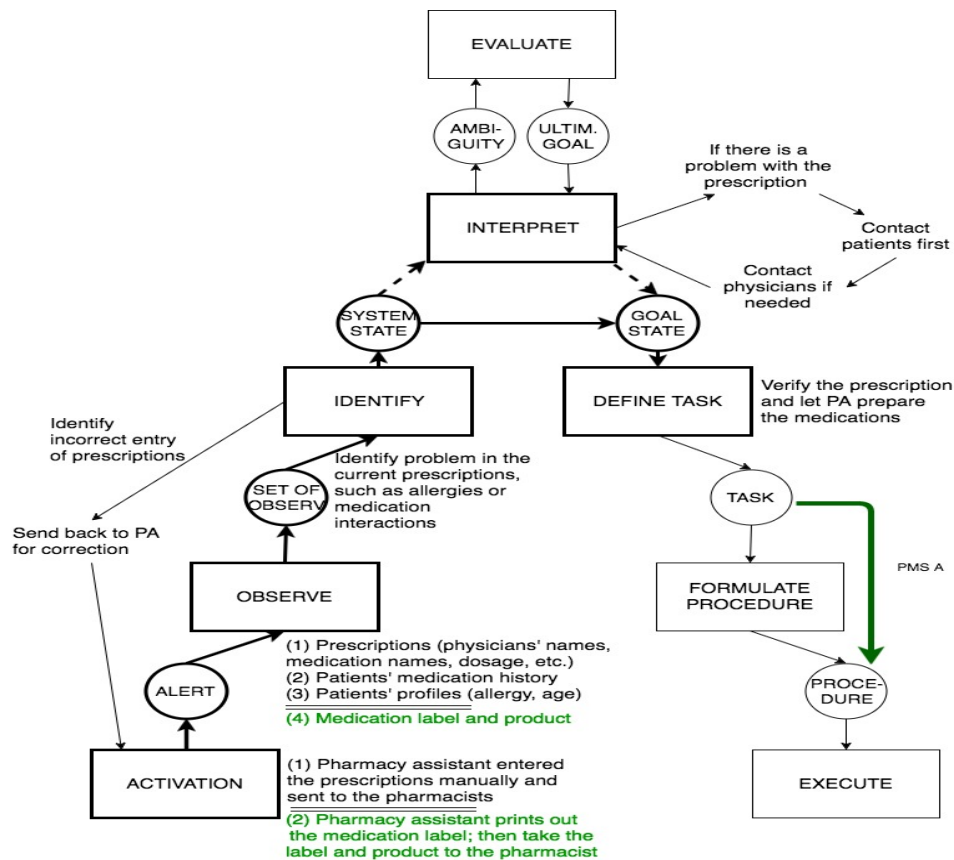 EVALUATE
AMBI-
GUITY
ULTIM.
GOAL
If there is a
problem with the
prescription
INTERPRET
Contact
patients first
Contact
physicians if
needed
SYSTEM
STATE
GOAL
STATE
IDENTIFY
DEFINE TASK
Verify the prescription
and let PA prepare
the medications
Identify
incorrect entry
of prescriptions
Identify problem in the
current prescriptions,
such as allergies or
medication
interactions
SET OF
OBSERV
TASK
Send back to PA
for correction
PMS A
OBSERVE
FORMULATE
PROCEDURE
(1) Prescriptions (physicians' names,
medication names, dosage, etc.)
(2) Patients' medication history
(3) Patients' profiles (allergy, age)
(4) Medication label and product
ALERT
PROCE-
DURE
ACTIVATION
(1) Pharmacy assistant entered
the prescriptions manually and
sent to the pharmacists
(2) Pharmacy assistant prints out
the medication label; then take the
label and product to the pharmacist
EXECUTE